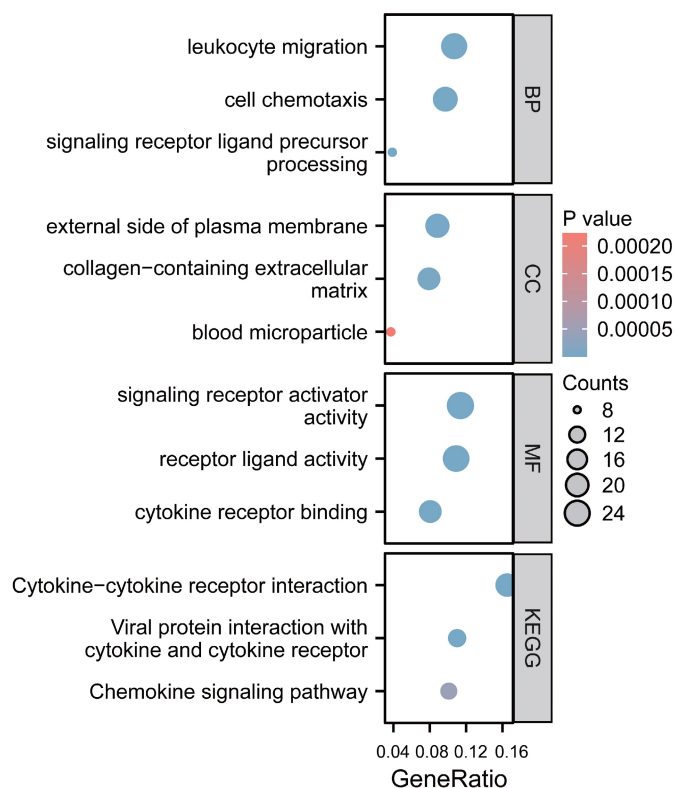 leukocyte migration
cell chemotaxis
signaling receptor ligand precursor
processing
BP
external side of plasma membrane
collagen−containing extracellular
matrix
blood microparticle
CC
signaling receptor activator
activity
receptor ligand activity
cytokine receptor binding
MF
Cytokine−cytokine receptor interaction
Viral protein interaction with
cytokine and cytokine receptor
Chemokine signaling pathway
KEGG
0.04 0.08 0.12 0.16
GeneRatio
P value
0.00020
0.00015
0.00010
0.00005
Counts
8
12
16
20
24